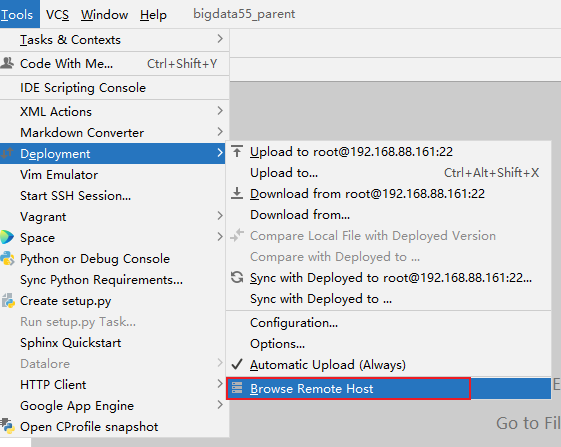 Tools VCS Window Help bigdata55_parent
Tasks & Contexts
Code With Me... Ctrl+Shift+Y
IDE Scripting Console
XML Actions
Markdown Converter
Deployment
Vim Emulator
Start SSH Session...
Vagrant
Space
Python or Debug Console
Sync Python Requirements...
Create setup.py
Run setup.py Task...
Sphinx Quickstart
Datalore
HTTP Client
Google App Engine
Open CProfile snapshot
Upload to root@192.168.88.161:22
Upload to... Ctrl+Alt+Shift+X
Download from root@192.168.88.161:22
Download from...
Compare Local File with Deployed Version
Compare with Deployed to ...
Sync with Deployed to root@192.168.88.161:22...
Sync with Deployed to ...
Configuration...
Options...
Automatic Upload (Always)
Browse Remote Host
Go to Fil